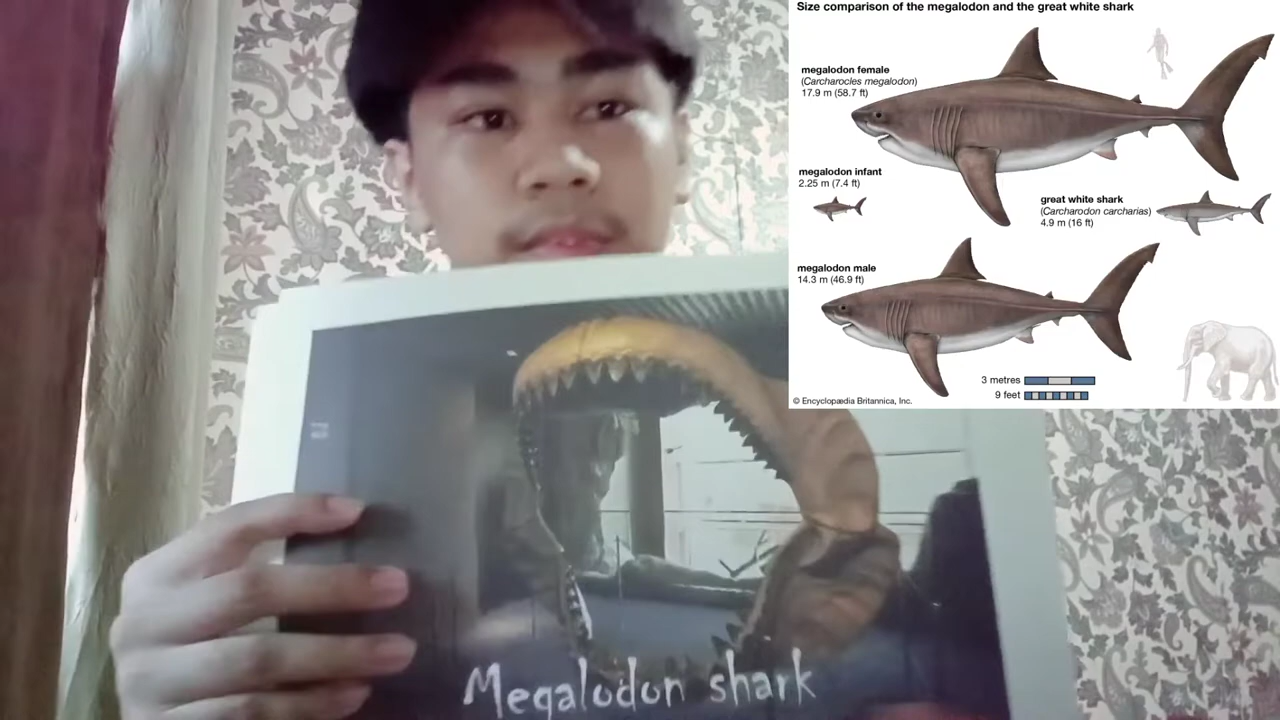 Size comparison of the megalodon and the great white shark
megalodon female
(Carcharocles megalodon)
17.9 m (58.7 ft)
megalodon infant
2.25 m (7.4 ft)
great white shark
(Carcharodon carcharias)
4.9 m (16 ft)
megalodon male
14.3 m (46.9 ft)
3 metres
9 feet
© Encyclopædia Britannica, Inc.
Megalodon shark